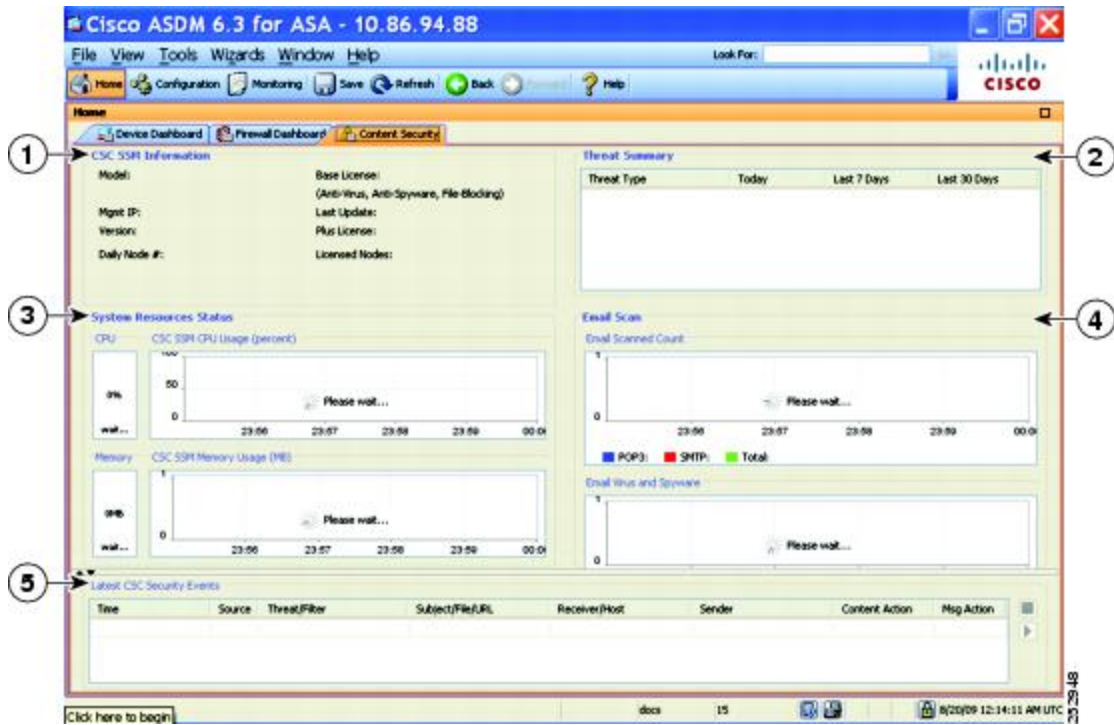 Cisco ASDM 6.3 for ASA - 10.86.94.88
File View Tools Wizards Window Help
Look For:
Home Configuration Monitoring Save Refresh Back Help
CISCO
Home
Device Dashboard Firewall Dashboard Content Security
1
CSC SSM Information
Model:
Base License:
(Anti-Virus, Anti-Spyware, File-Blocking)
Mgmt IP:
Last Update:
Version:
Plus License:
Daily Node #:
Licensed Nodes:
2
Threat Summary
Threat Type Today Last 7 Days Last 30 Days
3
System Resources Status
CPU
CSC SSM CPU Usage (percent)
100
50
0
0%
wait...
Please wait...
23:56 23:57 23:58 23:59 00:0
Memory
CSC SSM Memory Usage (MB)
1
0
0MB
wait...
Please wait...
23:56 23:57 23:58 23:59 00:0
4
Email Scan
Email Scanned Count
1
0
Please wait...
23:56 23:57 23:58 23:59 00:0
POP3: SMTP: Total:
Email Virus and Spyware
1
0
Please wait...
5
Latest CSC Security Events
Time Source Threat/Filter Subject/File/URL Receiver/Host Sender Content Action Msg Action
Click here to begin
docs
15
8/20/09 12:14:11 AM UTC
252948